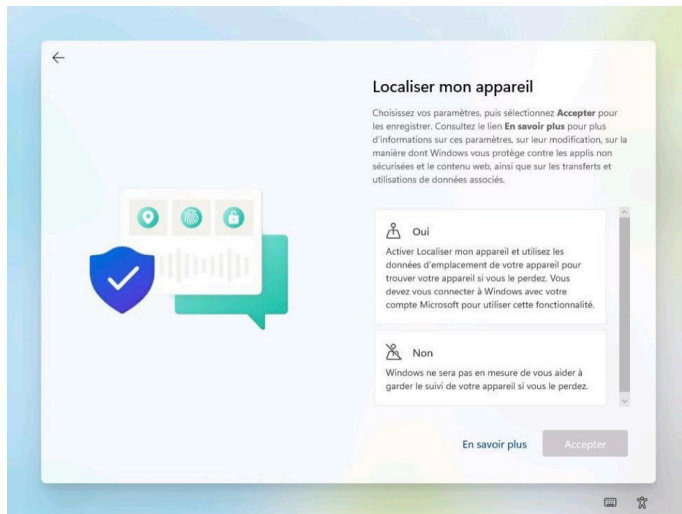 Localiser mon appareil
Choisissez vos paramètres, puis sélectionnez Accepter pour
les enregistrer. Consultez le lien En savoir plus pour plus
d'informations sur ces paramètres, sur leur modification, sur la
manière dont Windows vous protège contre les applis non
sécurisées et le contenu web, ainsi que sur les transferts et
utilisations de données associés.
Oui
Activer Localiser mon appareil et utilisez les
données d'emplacement de votre appareil pour
trouver votre appareil si vous le perdez. Vous
devez vous connecter à Windows avec votre
compte Microsoft pour utiliser cette fonctionnalité.
Non
Windows ne sera pas en mesure de vous aider à
garder le suivi de votre appareil si vous le perdez.
En savoir plus
Accepter